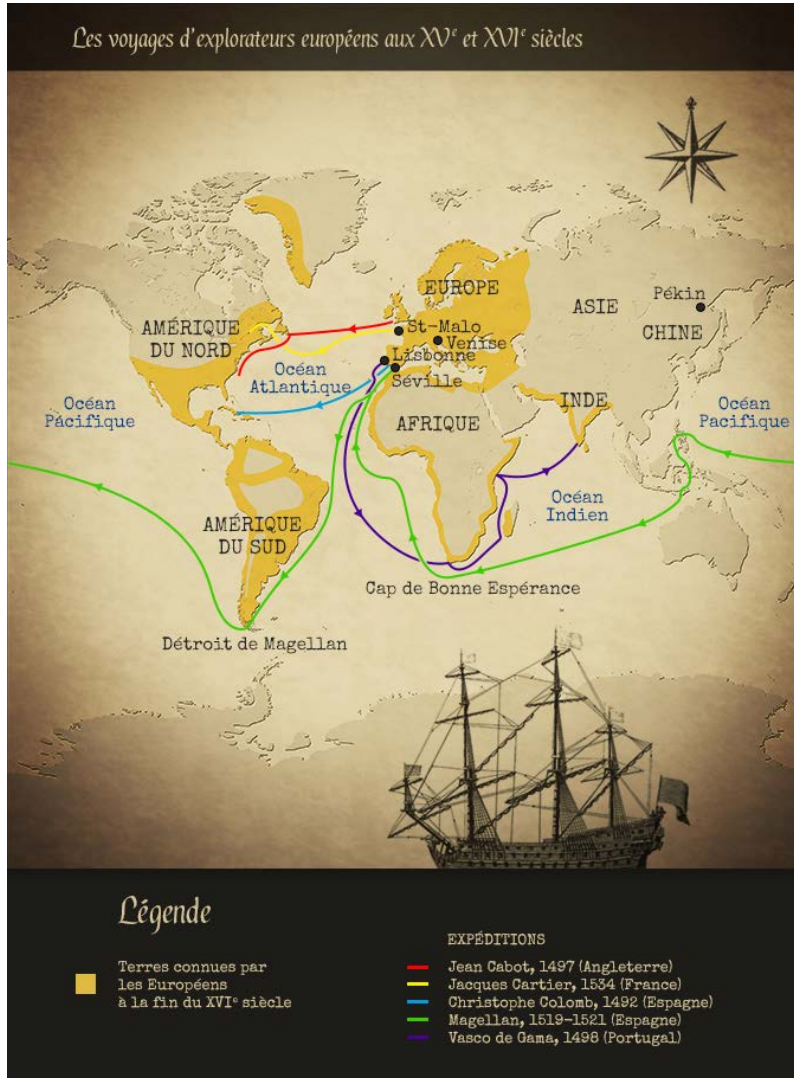 Les voyages d'explorateurs européens aux XVe et XVIe siècles
EUROPE
ASIE
Pékin
CHINE
AMÉRIQUE
DU NORD
St-Malo
Venise
Lisbonne
Séville
Océan
Atlantique
Océan
Pácifique
AFRIQUE
INDE
Océan
Pacifique
Océan
Indien
AMÉRIQUE
DU SUD
Cap de Bonne Espérance
Détroit de Magellan
Légende
Terres connues par
les Européens
à la fin du XVIe siècle
EXPÉDITIONS
Jean Cabot, 1497 (Angleterre)
Jacques Cartier, 1534 (France)
Christophe Colomb, 1492 (Espagne)
Magellan, 1519-1521 (Espagne)
Vasco de Gama, 1498 (Portugal)